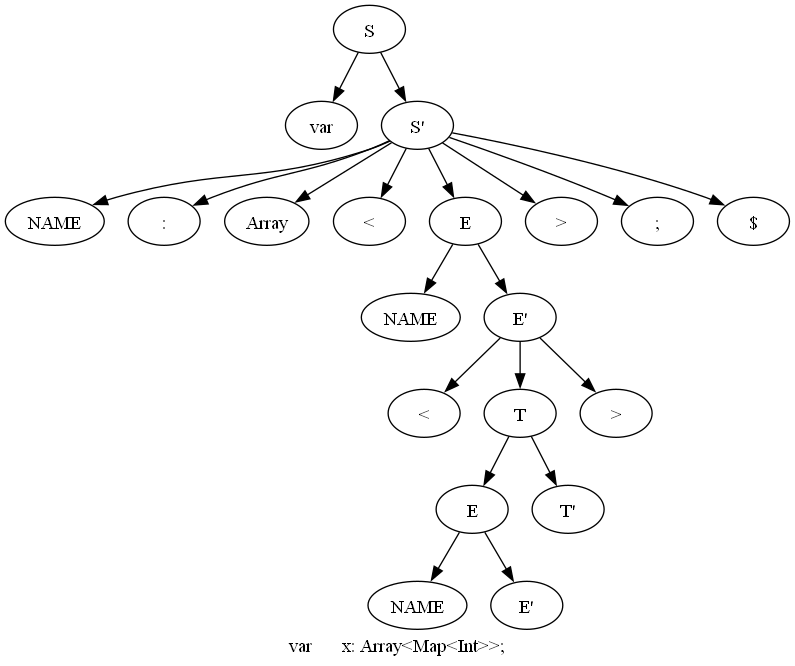 S
var S'
NAME : Array < E > ; $
NAME E'
< T >
E T'
NAME E'
var x: Array<Map<Int>>;